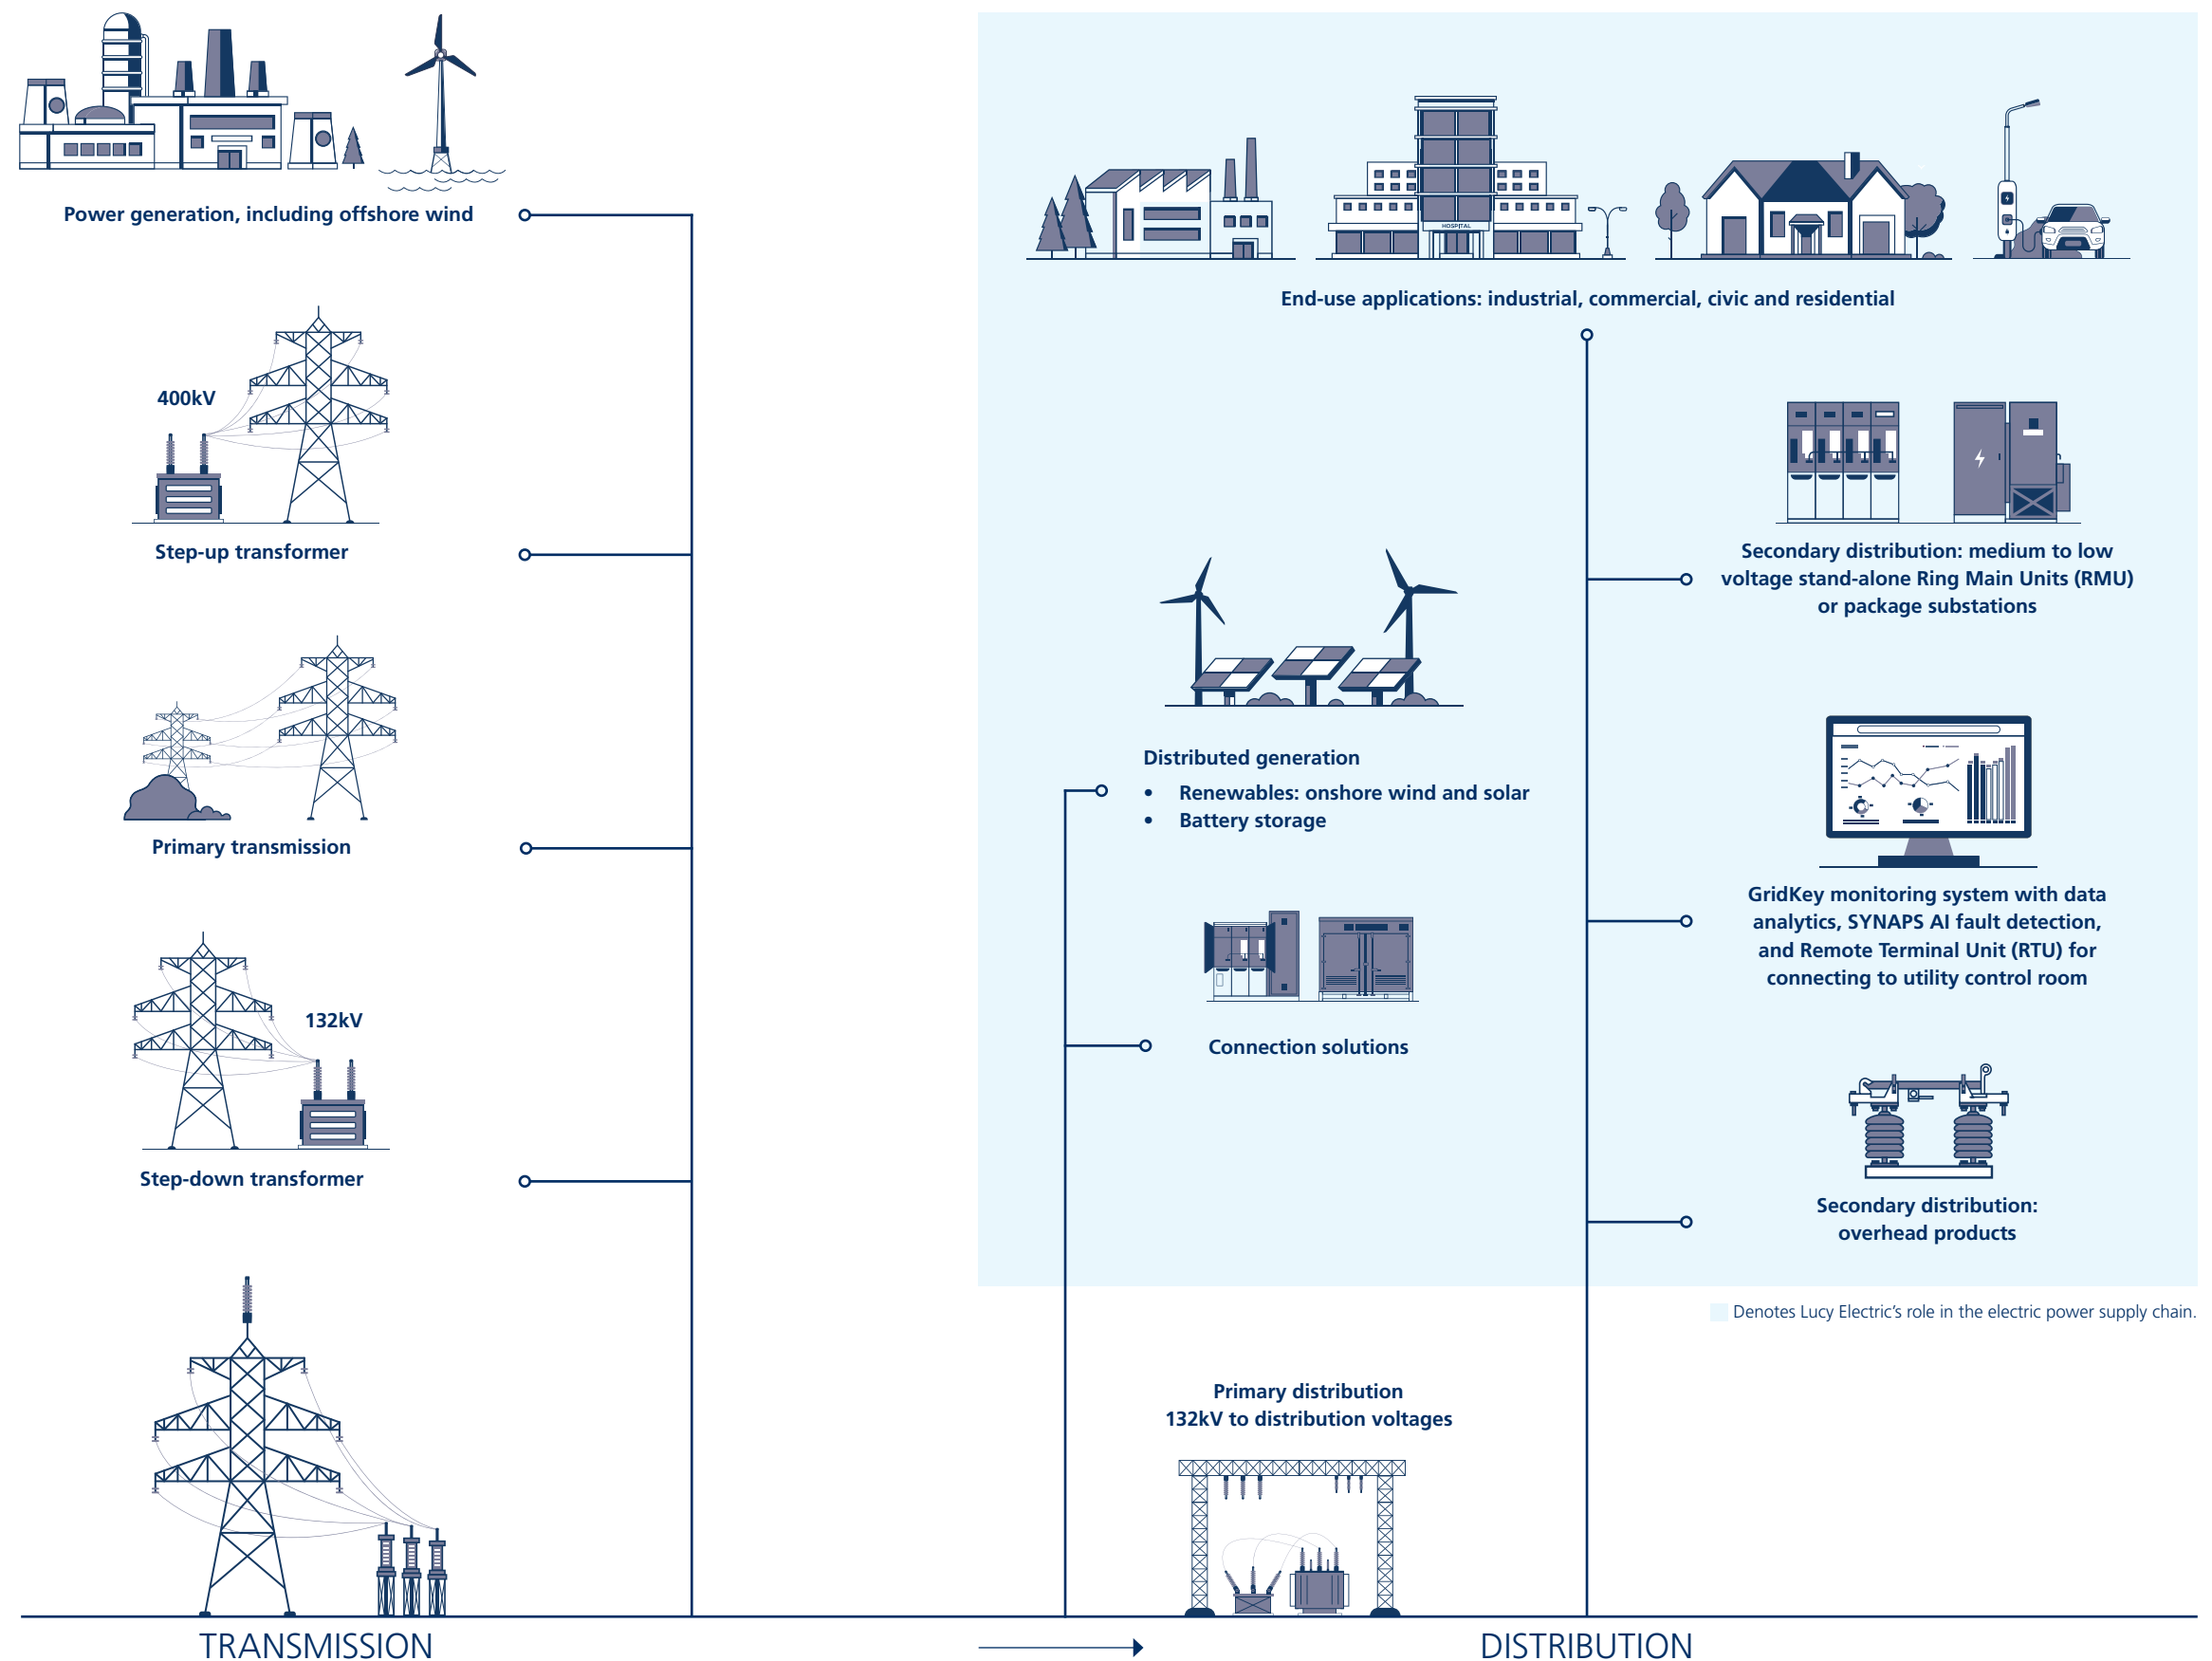 Power generation, including offshore wind
400kV
Step-up transformer
Primary transmission
132kV
Step-down transformer
TRANSMISSION
HOSPITAL
End-use applications: industrial, commercial, civic and residential
Distributed generation
• Renewables: onshore wind and solar
• Battery storage
Connection solutions
Secondary distribution: medium to low
voltage stand-alone Ring Main Units (RMU)
or package substations
GridKey monitoring system with data
analytics, SYNAPS AI fault detection,
and Remote Terminal Unit (RTU) for
connecting to utility control room
Secondary distribution:
overhead products
Denotes Lucy Electric’s role in the electric power supply chain.
Primary distribution
132kV to distribution voltages
DISTRIBUTION